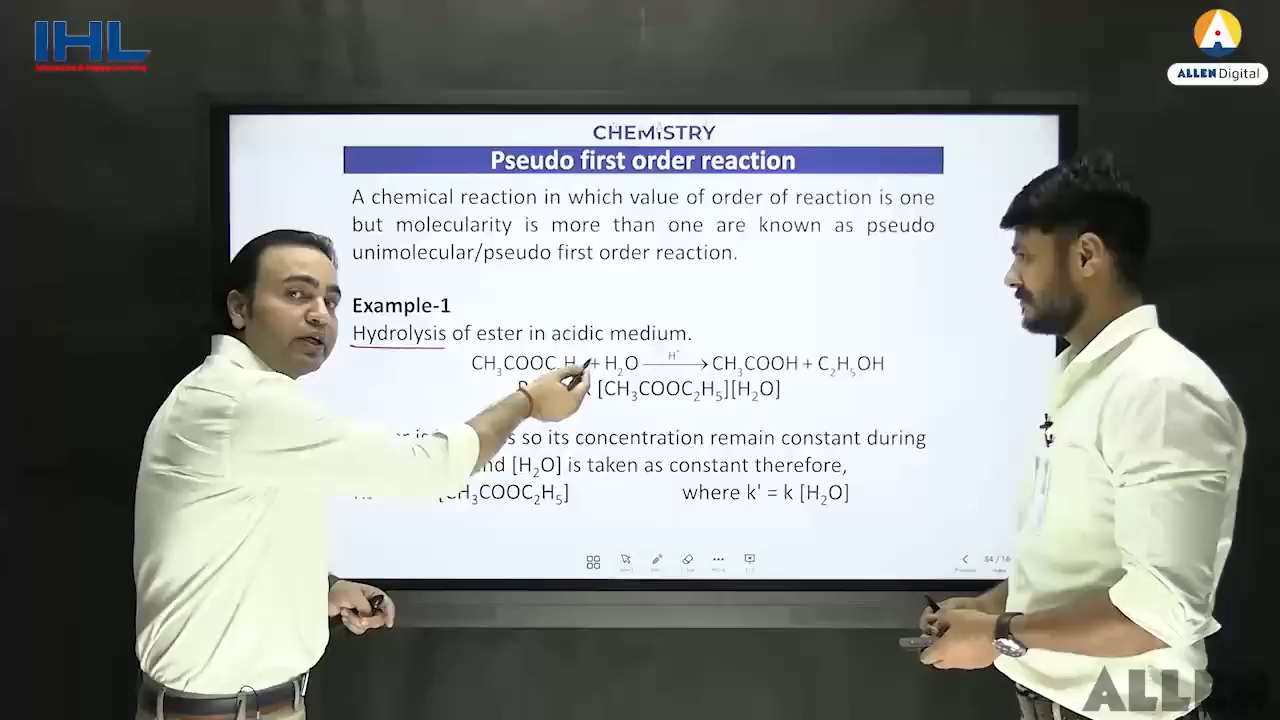 IHL
ALLEN Digital
CHEMISTRY
Pseudo first order reaction
A chemical reaction in which value of order of reaction is one
but molecularity is more than one are known as pseudo
unimolecular/pseudo first order reaction.
Example-1
Hydrolysis of ester in acidic medium.
CH₃COOC H + H₂O ⟶ CH₃COOH + C₂H₅OH
[CH₃COOC₂H₅][H₂O]
so its concentration remain constant during
[H₂O] is taken as constant therefore,
[CH₃COOC₂H₅] where k' = k [H₂O]
84 /
ALLEN